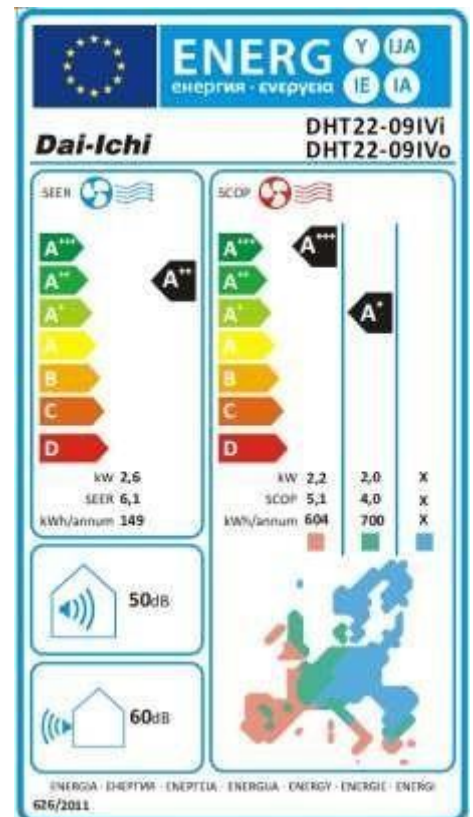 ENERG Y IJA
енергия · ενεργεια IE IA
Dai-Ichi
DHT22-09IVi
DHT22-09IVo
SEER
A+++
A++
A+
A
B
C
D
A++
kW 2,6
SEER 6,1
kWh/annum 149
SCOP
A+++
A++
A+
A
B
C
D
A+++
A+
kW 2,2 2,0 X
SCOP 5,1 4,0 X
kWh/annum 604 700 X
50dB
60dB
ENERGIA · ЕНЕРГИЯ · ΕΝΕΡΓΕΙΑ · ENERGIJA · ENERGY · ENERGIE · ENERGI
626/2011